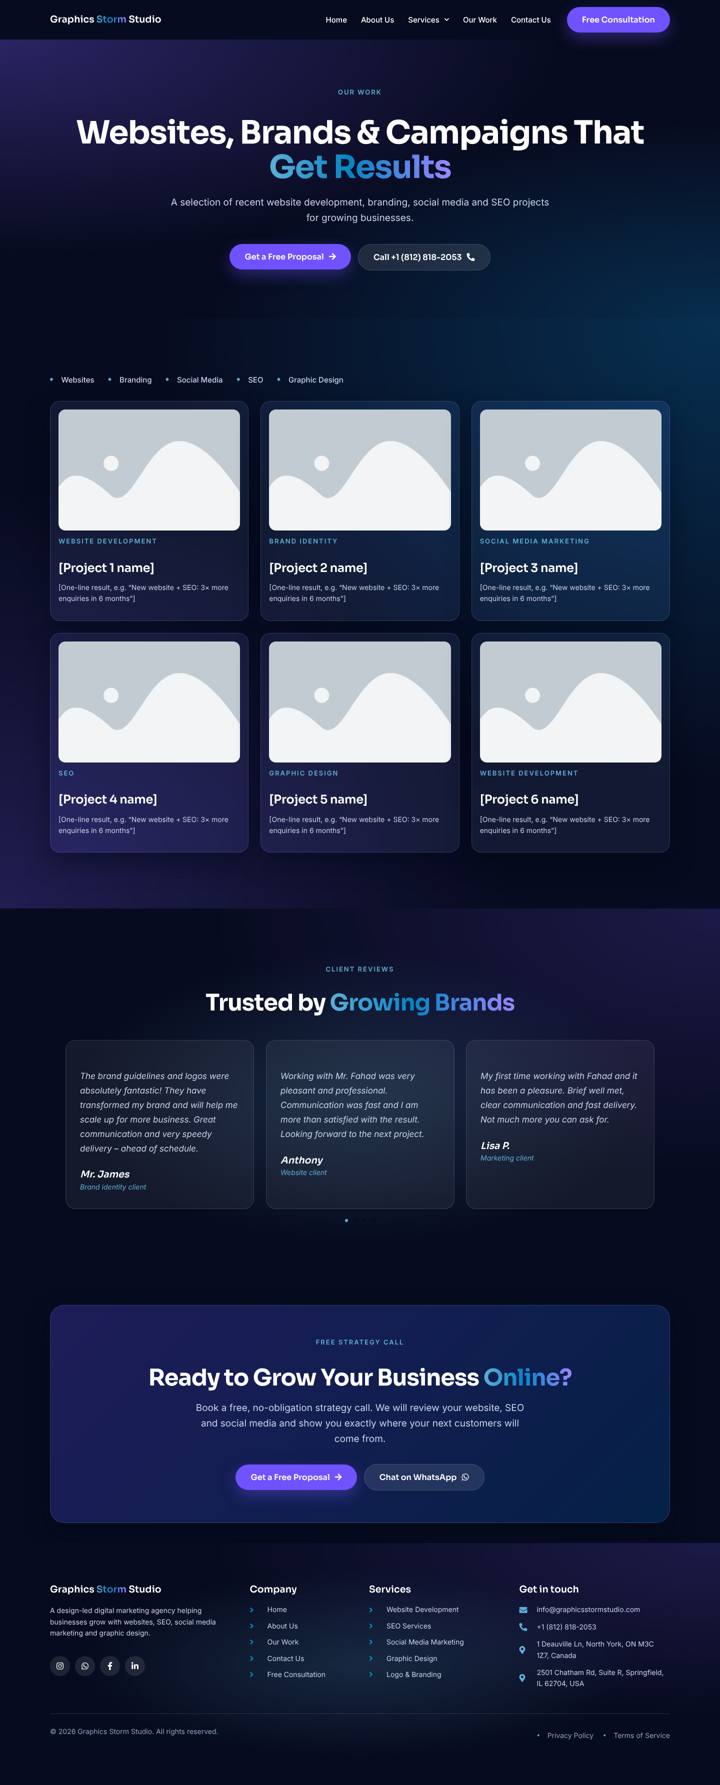 Graphics Storm Studio
Home
About Us
Services
Our Work
Contact Us
Free Consultation
OUR WORK
Websites, Brands & Campaigns That
Get Results
A selection of recent website development, branding, social media and SEO projects
for growing businesses.
Get a Free Proposal
Call +1 (812) 818-2053
Websites
Branding
Social Media
SEO
Graphic Design
WEBSITE DEVELOPMENT
[Project 1 name]
[One-line result, e.g. “New website + SEO: 3× more
enquiries in 6 months”]
BRAND IDENTITY
[Project 2 name]
[One-line result, e.g. “New website + SEO: 3× more
enquiries in 6 months”]
SOCIAL MEDIA MARKETING
[Project 3 name]
[One-line result, e.g. “New website + SEO: 3× more
enquiries in 6 months”]
SEO
[Project 4 name]
[One-line result, e.g. “New website + SEO: 3× more
enquiries in 6 months”]
GRAPHIC DESIGN
[Project 5 name]
[One-line result, e.g. “New website + SEO: 3× more
enquiries in 6 months”]
WEBSITE DEVELOPMENT
[Project 6 name]
[One-line result, e.g. “New website + SEO: 3× more
enquiries in 6 months”]
CLIENT REVIEWS
Trusted by Growing Brands
The brand guidelines and logos were
absolutely fantastic! They have
transformed my brand and will help me
scale up for more business. Great
communication and very speedy
delivery – ahead of schedule.
Mr. James
Brand identity client
Working with Mr. Fahad was very
pleasant and professional.
Communication was fast and I am
more than satisfied with the result.
Looking forward to the next project.
Anthony
Website client
My first time working with Fahad and it
has been a pleasure. Brief well met,
clear communication and fast delivery.
Not much more you can ask for.
Lisa P.
Marketing client
FREE STRATEGY CALL
Ready to Grow Your Business Online?
Book a free, no-obligation strategy call. We will review your website, SEO
and social media and show you exactly where your next customers will
come from.
Get a Free Proposal
Chat on WhatsApp
Graphics Storm Studio
A design-led digital marketing agency helping
businesses grow with websites, SEO, social media
marketing and graphic design.
Company
Home
About Us
Our Work
Contact Us
Free Consultation
Services
Website Development
SEO Services
Social Media Marketing
Graphic Design
Logo & Branding
Get in touch
info@graphicsstormstudio.com
+1 (812) 818-2053
1 Deauville Ln, North York, ON M3C
1Z7, Canada
2501 Chatham Rd, Suite R, Springfield,
IL 62704, USA
© 2026 Graphics Storm Studio. All rights reserved.
Privacy Policy
Terms of Service